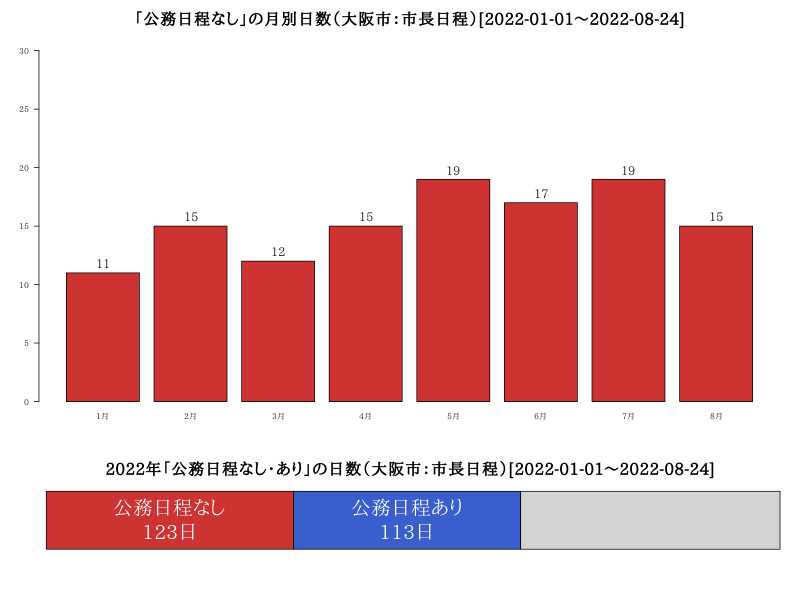 「公務日程なし」の月別日数（大阪市：市長日程）[2022-01-01～2022-08-24]
30
25
20
15
10
5
0
11
15
12
15
19
17
19
15
1月
2月
3月
4月
5月
6月
7月
8月
2022年「公務日程なし・あり」の日数（大阪市：市長日程）[2022-01-01～2022-08-24]
公務日程なし
123日
公務日程あり
113日